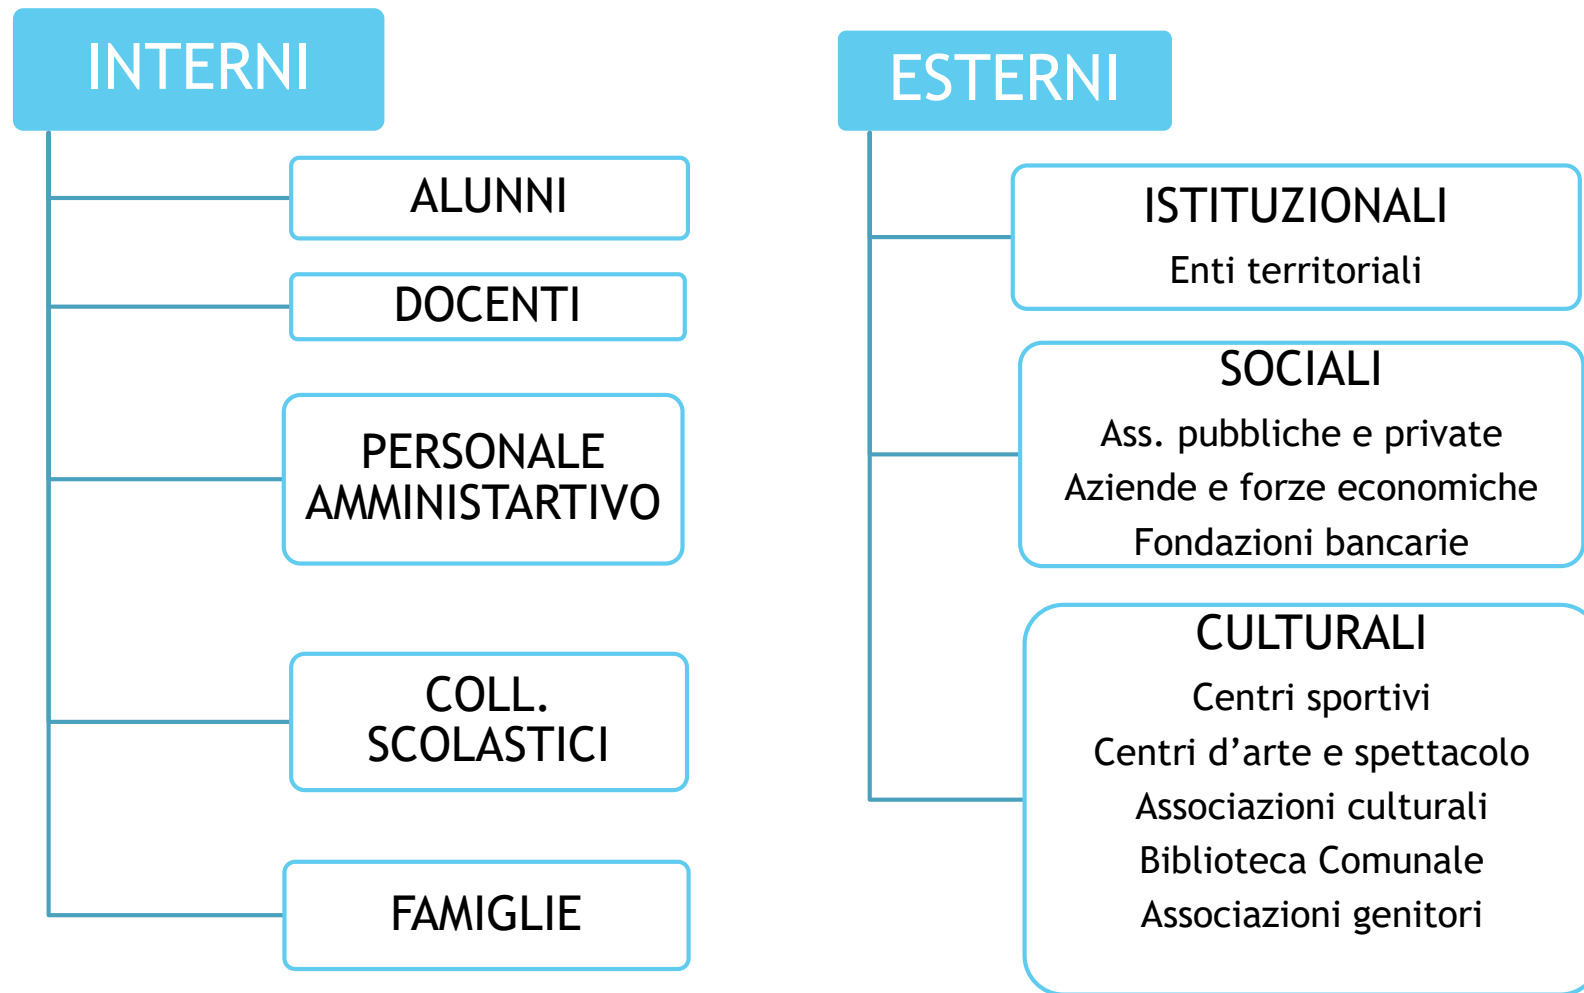 INTERNI
ALUNNI
DOCENTI
PERSONALE
AMMINISTARTIVO
COLL.
SCOLASTICI
FAMIGLIE
ESTERNI
ISTITUZIONALI
Enti territoriali
SOCIALI
Ass. pubbliche e private
Aziende e forze economiche
Fondazioni bancarie
CULTURALI
Centri sportivi
Centri d’arte e spettacolo
Associazioni culturali
Biblioteca Comunale
Associazioni genitori